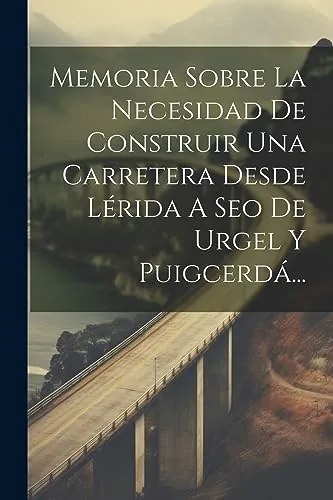 Memoria Sobre La
Necesidad De
Construir Una
Carretera Desde
Lérida A Seo De
Urgel Y
Puigcerdá...